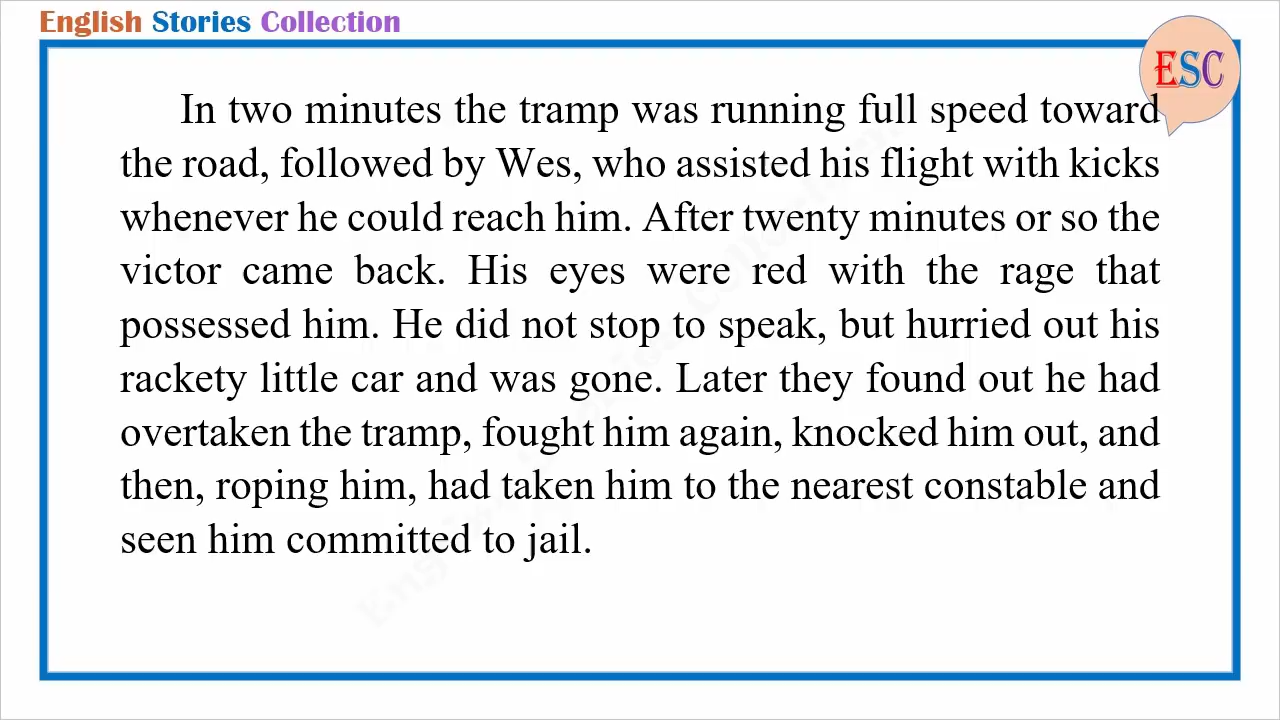 English Stories Collection
ESC
In two minutes the tramp was running full speed toward
the road, followed by Wes, who assisted his flight with kicks
whenever he could reach him. After twenty minutes or so the
victor came back. His eyes were red with the rage that
possessed him. He did not stop to speak, but hurried out his
rackety little car and was gone. Later they found out he had
overtaken the tramp, fought him again, knocked him out, and
then, roping him, had taken him to the nearest constable and
seen him committed to jail.